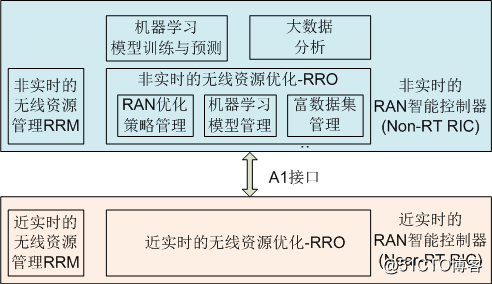 机器学习
模型训练与预测
大数据
分析
非实时的
无线资源
管理RRM
非实时的无线资源优化-RRO
RAN优化
策略管理
机器学习
模型管理
富数据集
管理
..
非实时的
RAN智能控制器
(Non-RT RIC)
A1接口
近实时的
无线资源
管理RRM
近实时的无线资源优化-RRO
近实时的
RAN智能控制器
(Near-RT RIC)
@51CTO博客